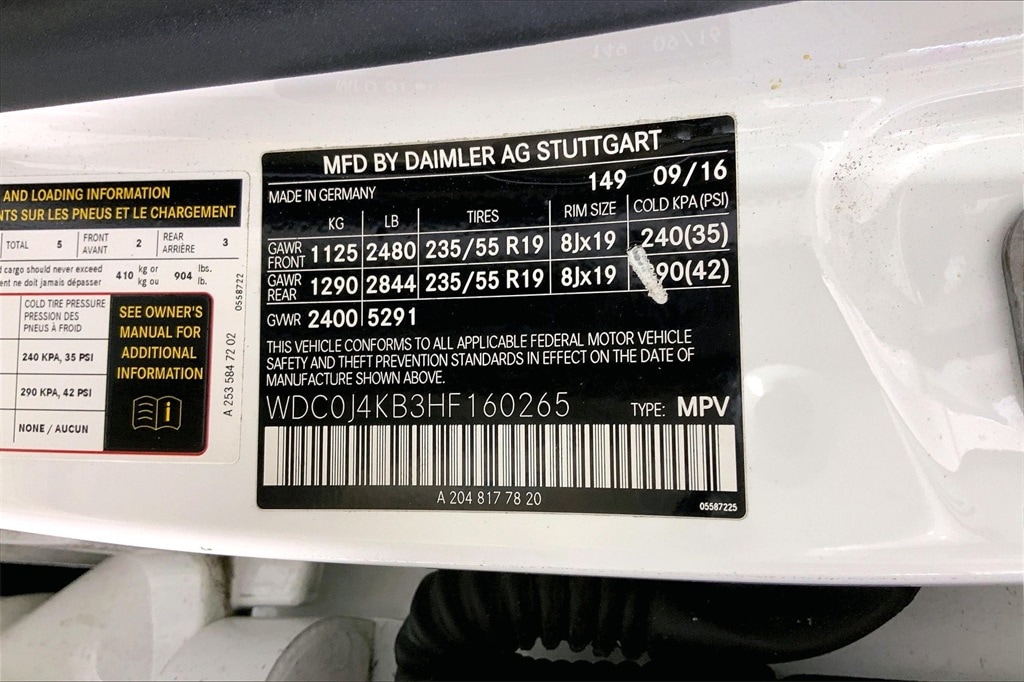 AND LOADING INFORMATION
NTS SUR LES PNEUS ET LE CHARGEMENT
TOTAL 5 FRONT AVANT 2 REAR ARRIÈRE 3
cargo should never exceed 410 kg or 904 lbs.
ent ne doit jamais dépasser kg ou lb.
COLD TIRE PRESSURE
PRESSION DES
PNEUS À FROID
240 KPA, 35 PSI
290 KPA, 42 PSI
NONE / AUCUN
SEE OWNER'S
MANUAL FOR
ADDITIONAL
INFORMATION
0558722
A 253 584 72 02
MFD BY DAIMLER AG STUTTGART
MADE IN GERMANY 149 09/16
KG LB TIRES RIM SIZE COLD KPA (PSI)
GAWR FRONT 1125 2480 235/55 R19 8Jx19 240(35)
GAWR REAR 1290 2844 235/55 R19 8Jx19 90(42)
GVWR 2400 5291
THIS VEHICLE CONFORMS TO ALL APPLICABLE FEDERAL MOTOR VEHICLE
SAFETY AND THEFT PREVENTION STANDARDS IN EFFECT ON THE DATE OF
MANUFACTURE SHOWN ABOVE.
WDC0J4KB3HF160265 TYPE: MPV
A 204 817 78 20
05587225